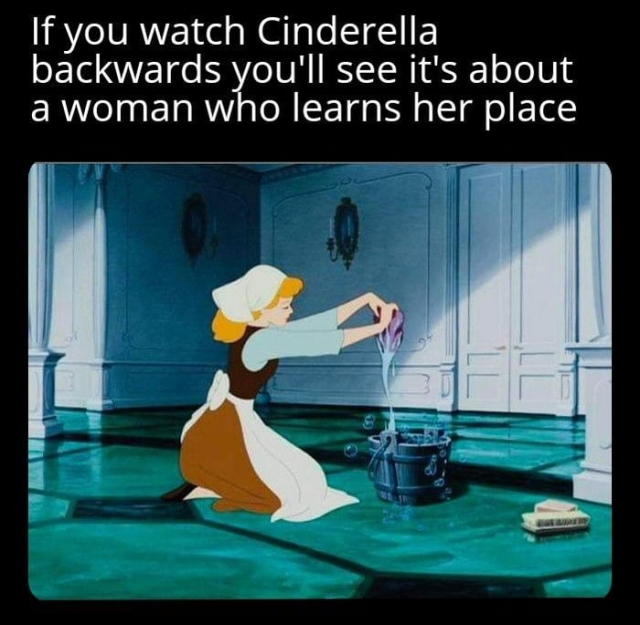 If you watch Cinderella
backwards you'll see it's about
a woman who learns her place